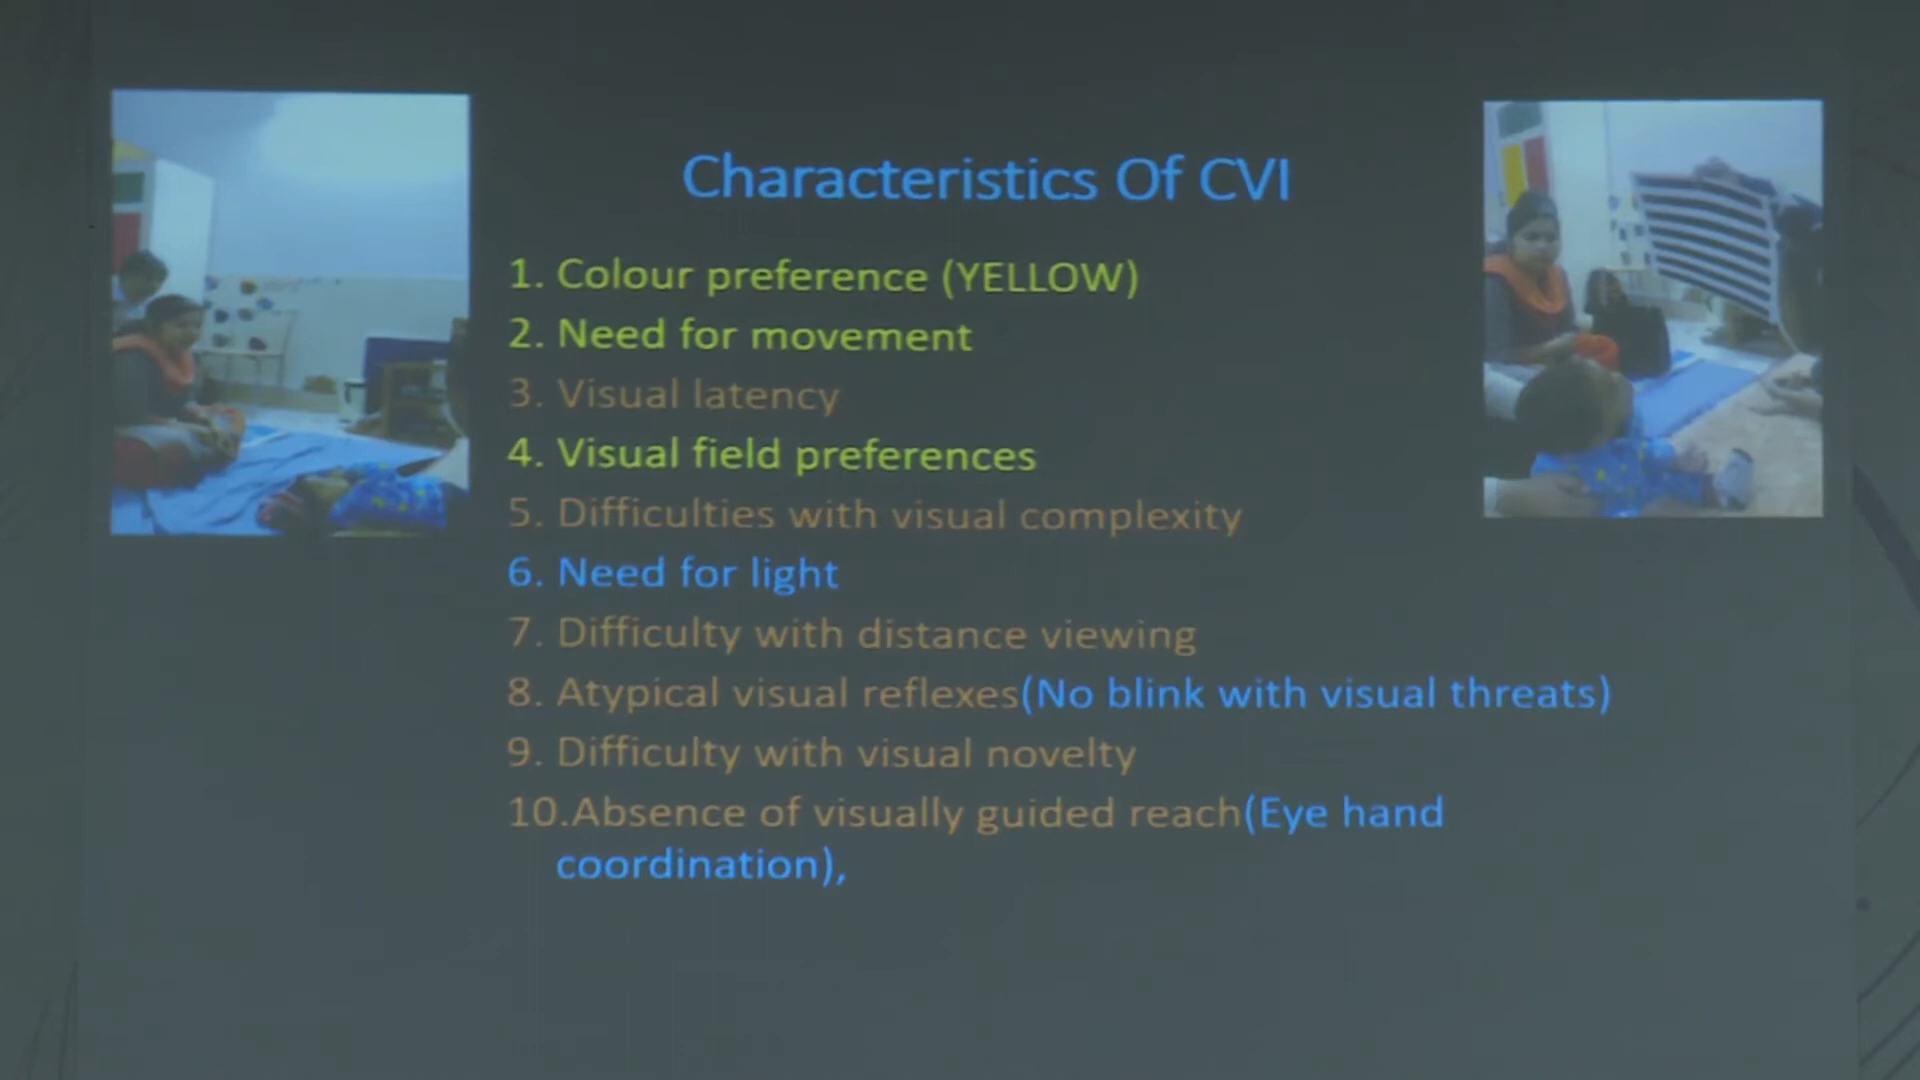 Characteristics Of CVI
1. Colour preference (YELLOW)
2. Need for movement
3. Visual latency
4. Visual field preferences
5. Difficulties with visual complexity
6. Need for light
7. Difficulty with distance viewing
8. Atypical visual reflexes(No blink with visual threats)
9. Difficulty with visual novelty
10.Absence of visually guided reach(Eye hand
coordination),